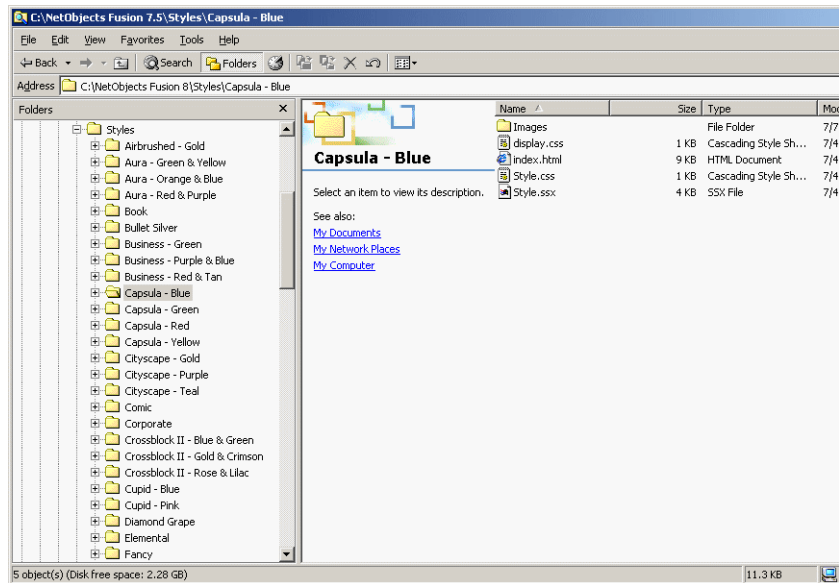 C:\NetObjects Fusion 7.5\Styles\Capsula - Blue
File Edit View Favorites Tools Help
Back Search Folders
Address C:\NetObjects Fusion 8\Styles\Capsula - Blue
Folders
Styles
Airbrushed - Gold
Aura - Green & Yellow
Aura - Orange & Blue
Aura - Red & Purple
Book
Bullet Silver
Business - Green
Business - Purple & Blue
Business - Red & Tan
Capsula - Blue
Capsula - Green
Capsula - Red
Capsula - Yellow
Cityscape - Gold
Cityscape - Purple
Cityscape - Teal
Comic
Corporate
Crossblock II - Blue & Green
Crossblock II - Gold & Crimson
Crossblock II - Rose & Lilac
Cupid - Blue
Cupid - Pink
Diamond Grape
Elemental
Fancy
Capsula - Blue
Select an item to view its description.
See also:
My Documents
My Network Places
My Computer
Name Size Type Moc
Images File Folder 7/7
display.css 1 KB Cascading Style Sh... 7/4
index.html 9 KB HTML Document 7/4
Style.css 1 KB Cascading Style Sh... 7/4
Style.ssx 4 KB SSX File 7/4
5 object(s) (Disk free space: 2.28 GB) 11.3 KB